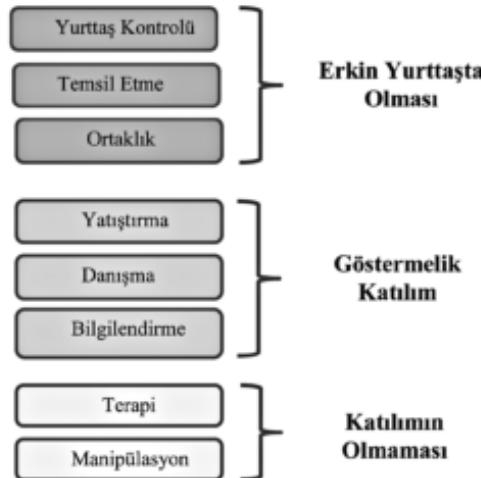 Yurttaş Kontrolü
Temsil Etme
Ortaklık
Erkin Yurttaşta
Olması
Yatıştırma
Danışma
Bilgilendirme
Göstermelik
Katılım
Terapi
Manipülasyon
Katılımın
Olmaması